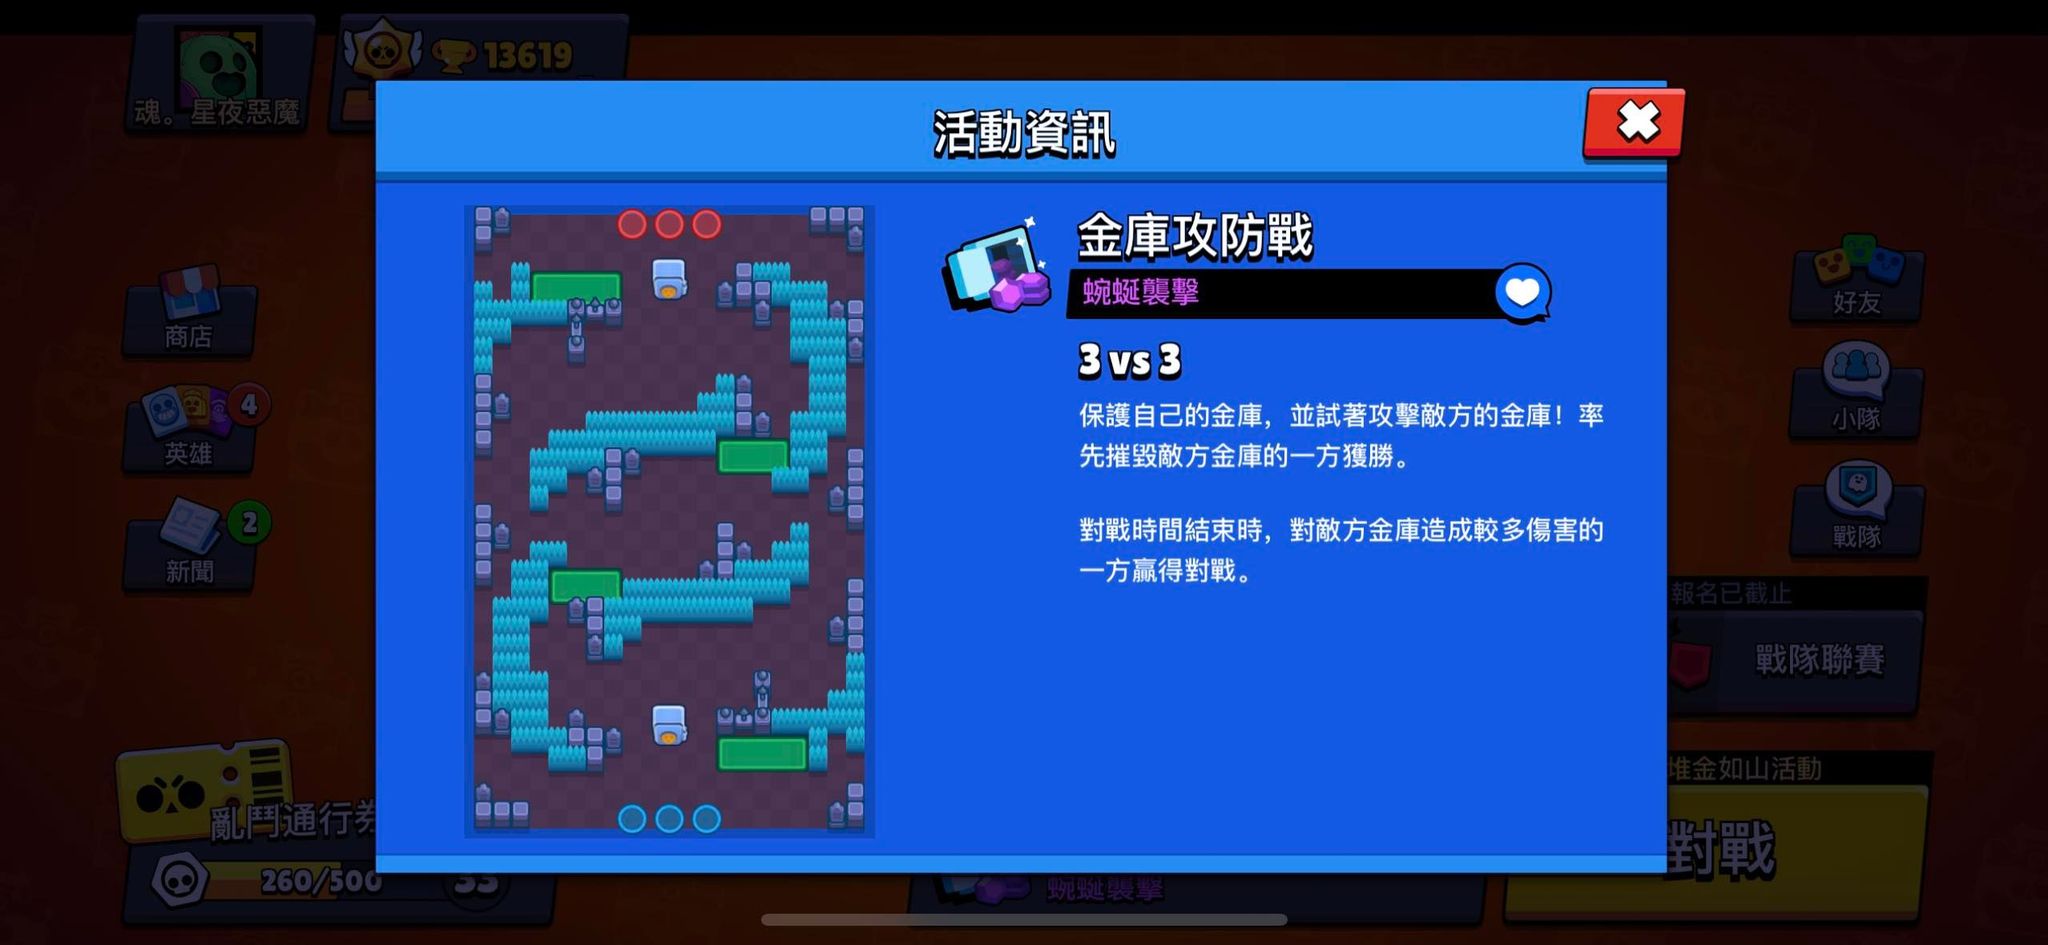 13619
魂。星夜惡魔
活動資訊
金庫攻防戰
蜿蜒襲擊
3 vs 3
保護自己的金庫，並試著攻擊敵方的金庫！率
先摧毀敵方金庫的一方獲勝。
對戰時間結束時，對敵方金庫造成較多傷害的
一方贏得對戰。
商店
4
英雄
2
新聞
好友
小隊
戰隊
報名已截止
戰隊聯賽
堆金如山活動
對戰
亂鬥通行券
260/500
33
蜿蜒襲擊